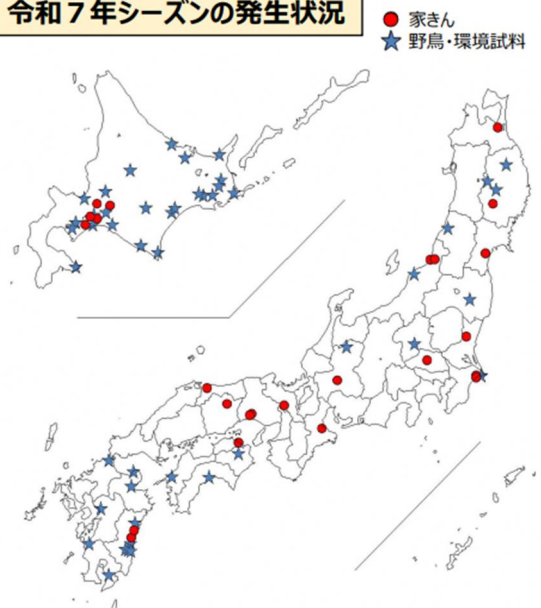 令和７年シーズンの発生状況
家きん
野鳥・環境試料